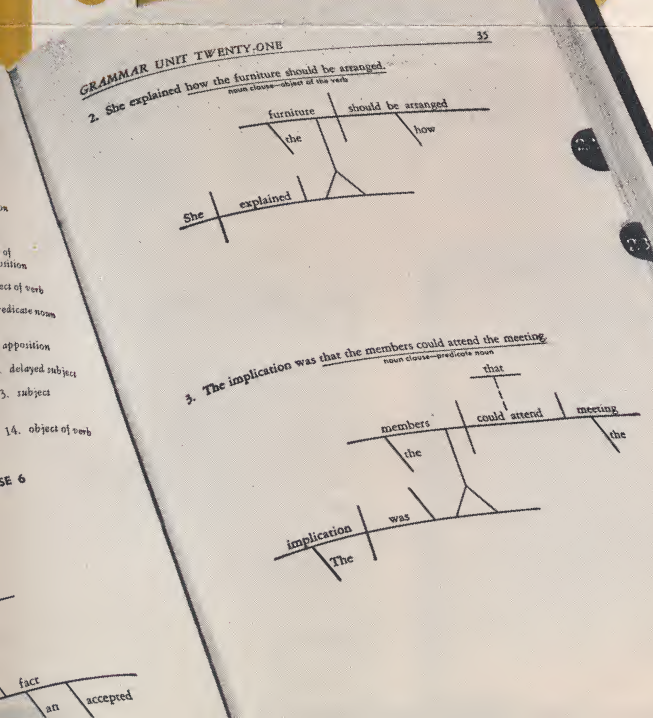 of
ect of verb
edicate noun
apposition
delayed subject
3. subject
14. object of verb
SE 6
fact
an
accepted
GRAMMAR UNIT TWENTY-ONE
35
2. She explained how the furniture should be arranged.
noun clause—object of the verb
furniture should be arranged
the
how
She explained
3. The implication was that the members could attend the meeting.
noun clause—predicate noun
that
members could attend meeting
the
the
implication was
The